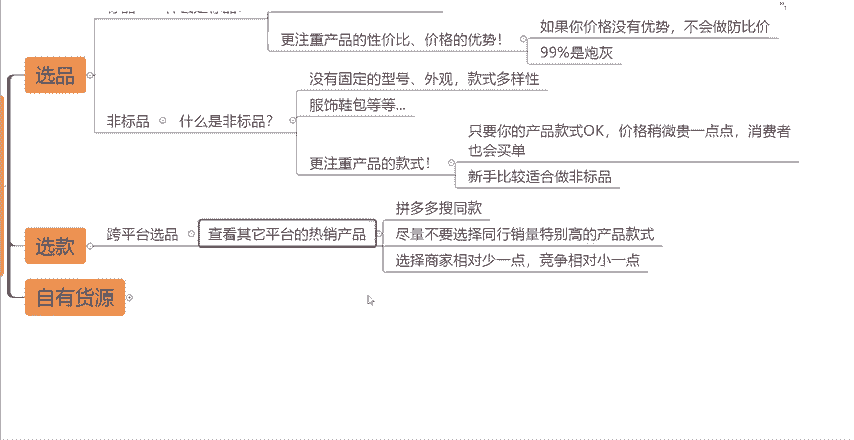 更注重产品的性价比、价格的优势！
如果你价格没有优势，不会做防比价
99%是炮灰
选品
没有固定的型号、外观，款式多样性
服饰鞋包等等...
非标品
什么是非标品？
只要你的产品款式OK，价格稍微贵一点点，消费者
也会买单
更注重产品的款式！
新手比较适合做非标品
选款
跨平台选品
查看其它平台的热销产品
拼多多搜同款
尽量不要选择同行销量特别高的产品款式
选择商家相对少一点，竞争相对小一点
自有货源